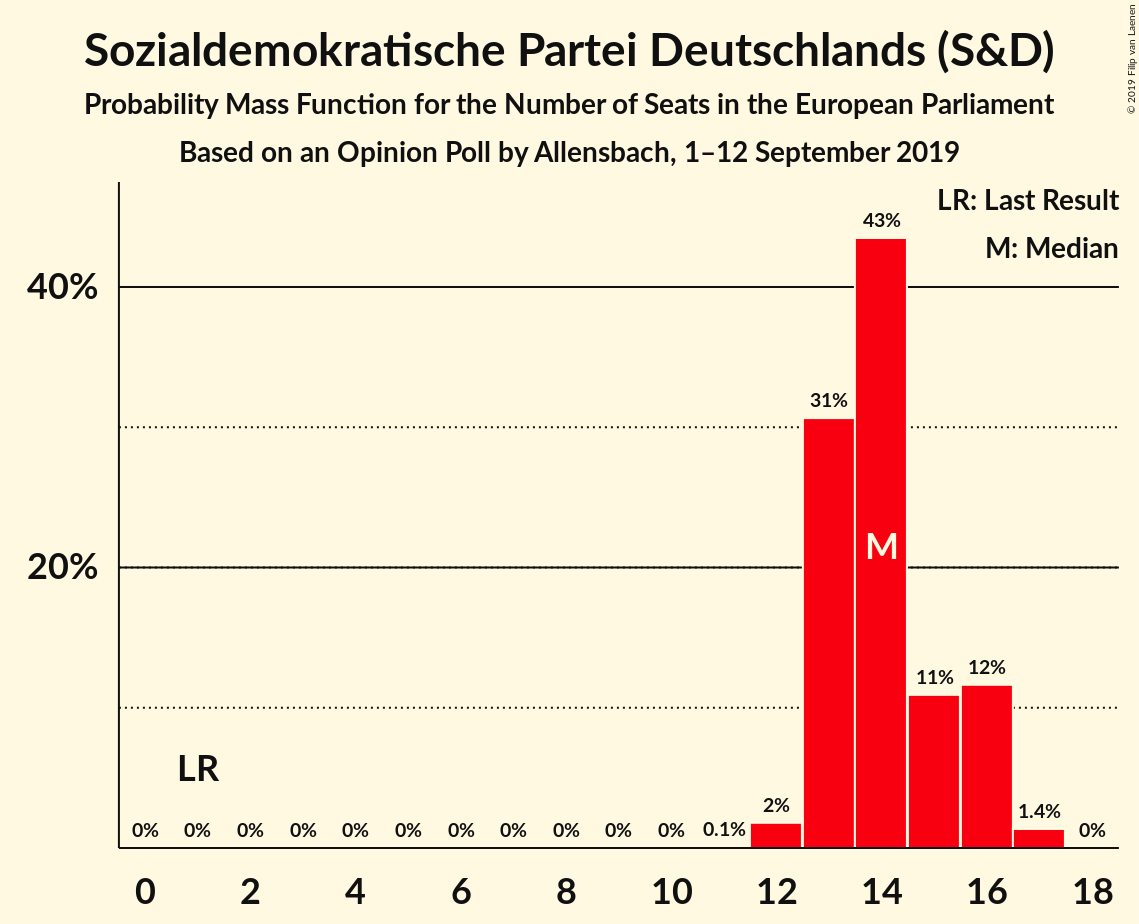 Sozialdemokratische Partei Deutschlands (S&D)
Probability Mass Function for the Number of Seats in the European Parliament
Based on an Opinion Poll by Allensbach, 1–12 September 2019
© 2019 Filip van Laenen
LR: Last Result
M: Median
43%
40%
31%
M
20%
12%
11%
LR
2%
1.4%
0% 0% 0% 0% 0% 0% 0% 0% 0% 0% 0% 0.1% 0%
0 2 4 6 8 10 12 14 16 18